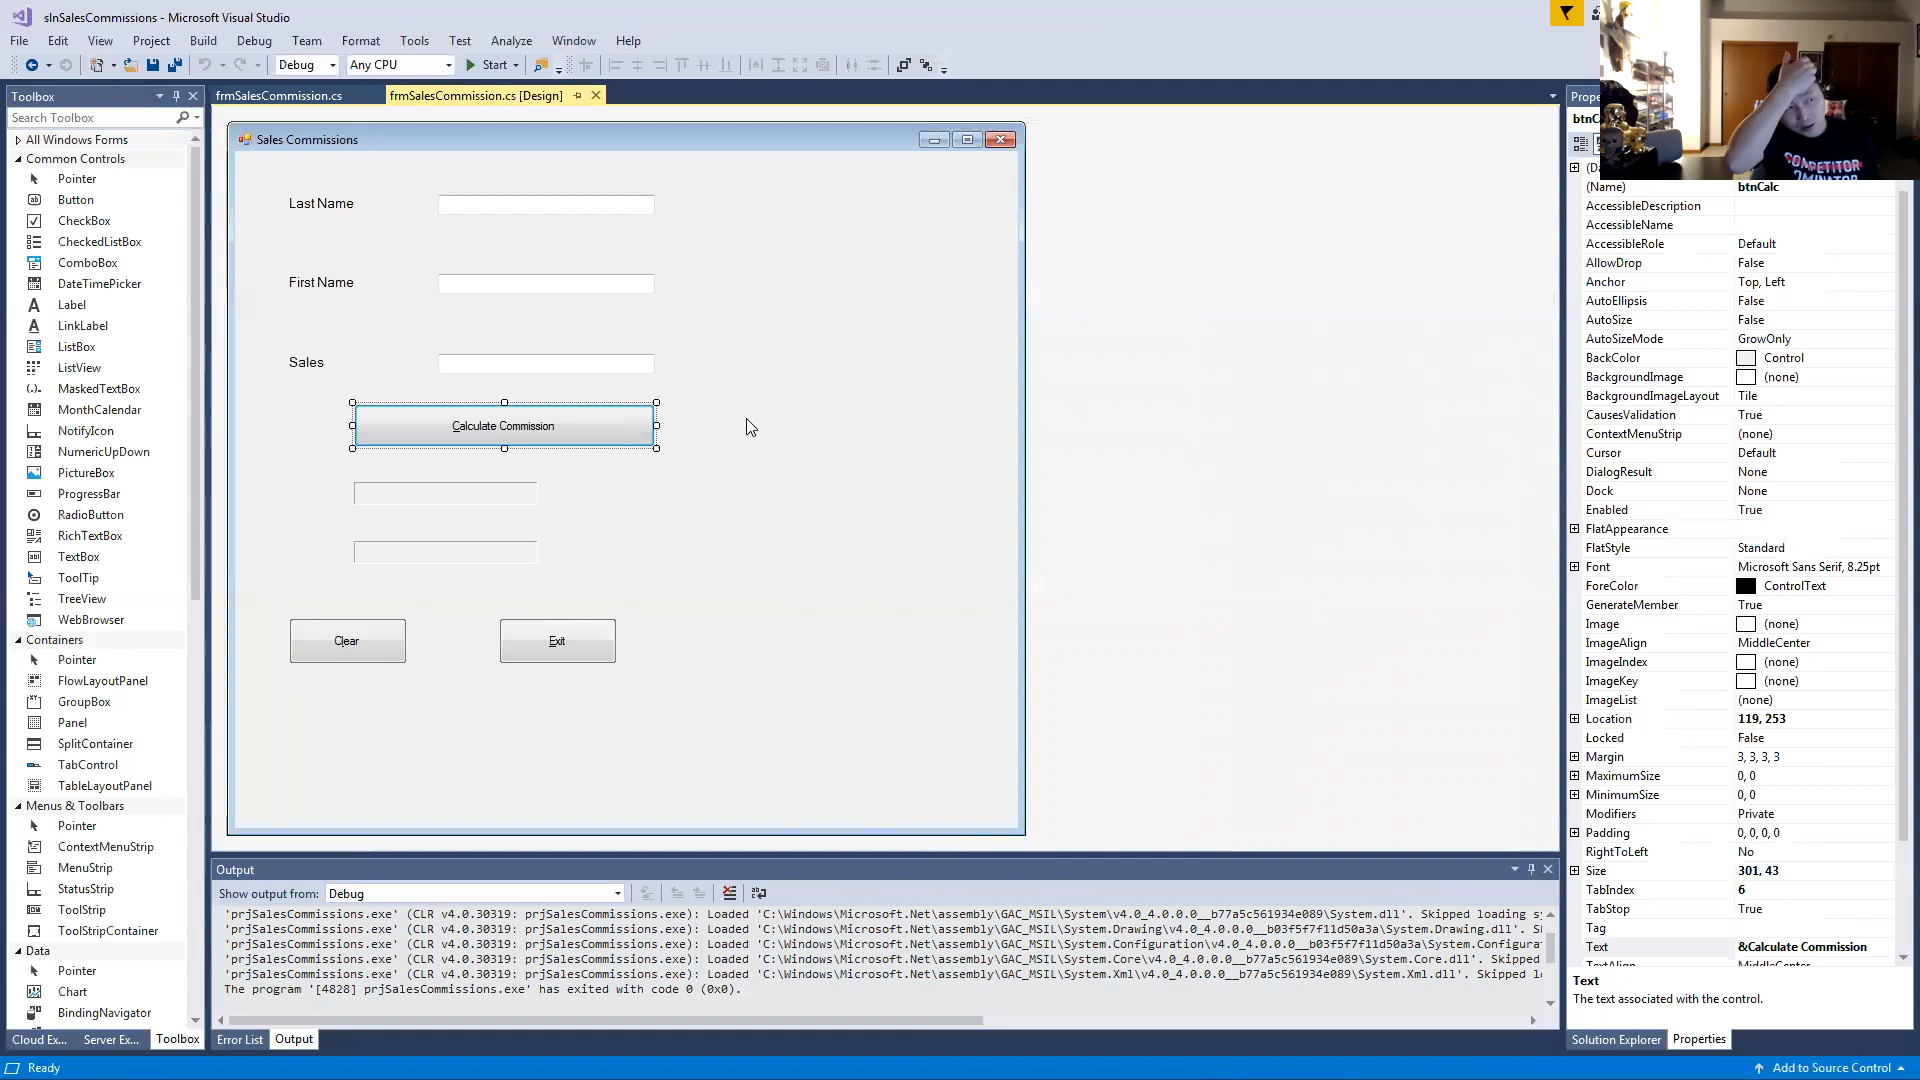 slnSalesCommissions - Microsoft Visual Studio
File Edit View Project Build Debug Team Format Tools Test Analyze Window Help
Debug Any CPU Start
Toolbox
Search Toolbox
All Windows Forms
Common Controls
Pointer
Button
CheckBox
CheckedListBox
ComboBox
DateTimePicker
Label
LinkLabel
ListBox
ListView
MaskedTextBox
MonthCalendar
NotifyIcon
NumericUpDown
PictureBox
ProgressBar
RadioButton
RichTextBox
TextBox
ToolTip
TreeView
WebBrowser
Containers
Pointer
FlowLayoutPanel
GroupBox
Panel
SplitContainer
TabControl
TableLayoutPanel
Menus & Toolbars
Pointer
ContextMenuStrip
MenuStrip
StatusStrip
ToolStrip
ToolStripContainer
Data
Pointer
Chart
BindingNavigator
Cloud Ex... Server Ex... Toolbox
frmSalesCommission.cs frmSalesCommission.cs [Design]
Sales Commissions
Last Name
First Name
Sales
Calculate Commission
Clear Exit
Output
Show output from: Debug
'prjSalesCommissions.exe' (CLR v4.0.30319: prjSalesCommissions.exe): Loaded 'C:\Windows\Microsoft.Net\assembly\GAC_MSIL\System\v4.0_4.0.0.0__b77a5c561934e089\System.dll'. Skipped loading sy
'prjSalesCommissions.exe' (CLR v4.0.30319: prjSalesCommissions.exe): Loaded 'C:\Windows\Microsoft.Net\assembly\GAC_MSIL\System.Drawing\v4.0_4.0.0.0__b03f5f7f11d50a3a\System.Drawing.dll'. S
'prjSalesCommissions.exe' (CLR v4.0.30319: prjSalesCommissions.exe): Loaded 'C:\Windows\Microsoft.Net\assembly\GAC_MSIL\System.Configuration\v4.0_4.0.0.0__b03f5f7f11d50a3a\System.Configura
'prjSalesCommissions.exe' (CLR v4.0.30319: prjSalesCommissions.exe): Loaded 'C:\Windows\Microsoft.Net\assembly\GAC_MSIL\System.Core\v4.0_4.0.0.0__b77a5c561934e089\System.Core.dll'. Skipped
'prjSalesCommissions.exe' (CLR v4.0.30319: prjSalesCommissions.exe): Loaded 'C:\Windows\Microsoft.Net\assembly\GAC_MSIL\System.Xml\v4.0_4.0.0.0__b77a5c561934e089\System.Xml.dll'. Skipped l
The program '[4828] prjSalesCommissions.exe' has exited with code 0 (0x0).
Error List Output
Prope
btnC
COMPETITOR
(Da
(Name) btnCalc
AccessibleDescription
AccessibleName
AccessibleRole Default
AllowDrop False
Anchor Top, Left
AutoEllipsis False
AutoSize False
AutoSizeMode GrowOnly
BackColor Control
BackgroundImage (none)
BackgroundImageLayout Tile
CausesValidation True
ContextMenuStrip (none)
Cursor Default
DialogResult None
Dock None
Enabled True
FlatAppearance
FlatStyle Standard
Font Microsoft Sans Serif, 8.25pt
ForeColor ControlText
GenerateMember True
Image (none)
ImageAlign MiddleCenter
ImageIndex (none)
ImageKey (none)
ImageList (none)
Location 119, 253
Locked False
Margin 3, 3, 3, 3
MaximumSize 0, 0
MinimumSize 0, 0
Modifiers Private
Padding 0, 0, 0, 0
RightToLeft No
Size 301, 43
TabIndex 6
TabStop True
Tag
Text &Calculate Commission
TextAlign MiddleCenter
Text
The text associated with the control.
Solution Explorer Properties
Ready Add to Source Control